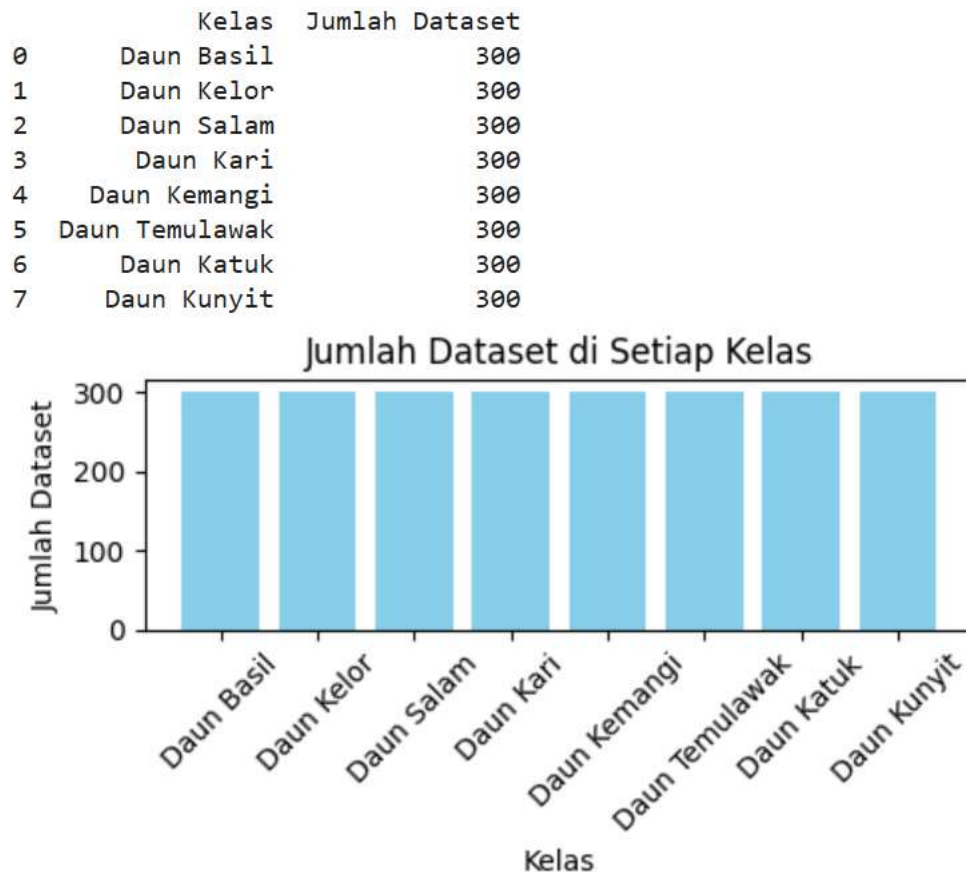 Kelas Jumlah Dataset
0 Daun Basil 300
1 Daun Kelor 300
2 Daun Salam 300
3 Daun Kari 300
4 Daun Kemangi 300
5 Daun Temulawak 300
6 Daun Katuk 300
7 Daun Kunyit 300
Jumlah Dataset di Setiap Kelas
Jumlah Dataset
300
200
100
0
Daun Basil
Daun Kelor
Daun Salam
Daun Kari
Daun Kemangi
Daun Temulawak
Daun Katuk
Daun Kunyit
Kelas